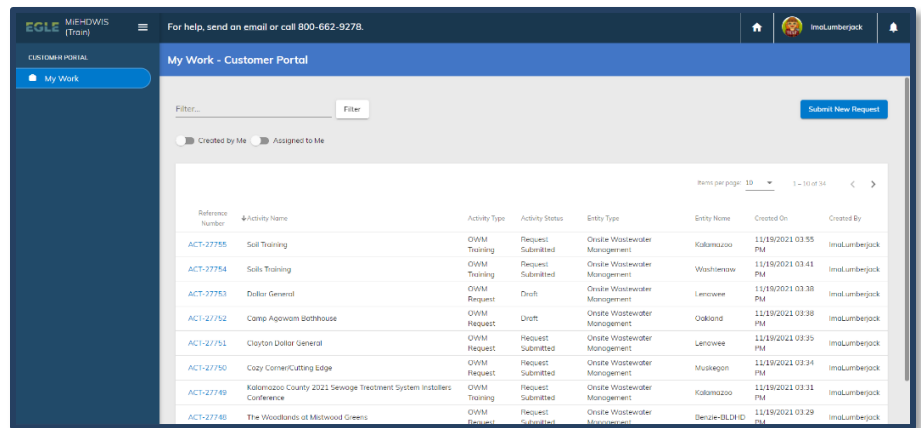 EGLE MiEHDWIS (Train)
For help, send an email or call 800-662-9278.
ImaLumberjack
CUSTOMER PORTAL
My Work
My Work - Customer Portal
Filter...
Filter
Submit New Request
Created by Me
Assigned to Me
Items per page: 10
1 – 10 of 34
Reference Number Activity Name Activity Type Activity Status Entity Type Entity Name Created On Created By
ACT-27755 Soil Training OWM Training Request Submitted Onsite Wastewater Management Kalamazoo 11/19/2021 03:55 PM ImaLumberjack
ACT-27754 Soils Training OWM Training Request Submitted Onsite Wastewater Management Washtenaw 11/19/2021 03:41 PM ImaLumberjack
ACT-27753 Dollar General OWM Request Draft Onsite Wastewater Management Lenawee 11/19/2021 03:38 PM ImaLumberjack
ACT-27752 Camp Agawam Bathhouse OWM Request Draft Onsite Wastewater Management Oakland 11/19/2021 03:38 PM ImaLumberjack
ACT-27751 Clayton Dollar General OWM Request Request Submitted Onsite Wastewater Management Lenawee 11/19/2021 03:35 PM ImaLumberjack
ACT-27750 Cozy Corner/Cutting Edge OWM Request Request Submitted Onsite Wastewater Management Muskegon 11/19/2021 03:34 PM ImaLumberjack
ACT-27749 Kalamazoo County 2021 Sewage Treatment System Installers Conference OWM Training Request Submitted Onsite Wastewater Management Kalamazoo 11/19/2021 03:31 PM ImaLumberjack
ACT-27748 The Woodlands at Mistwood Greens OWM Request Request Submitted Onsite Wastewater Management Benzie-BLDHD 11/19/2021 03:29 PM ImaLumberjack